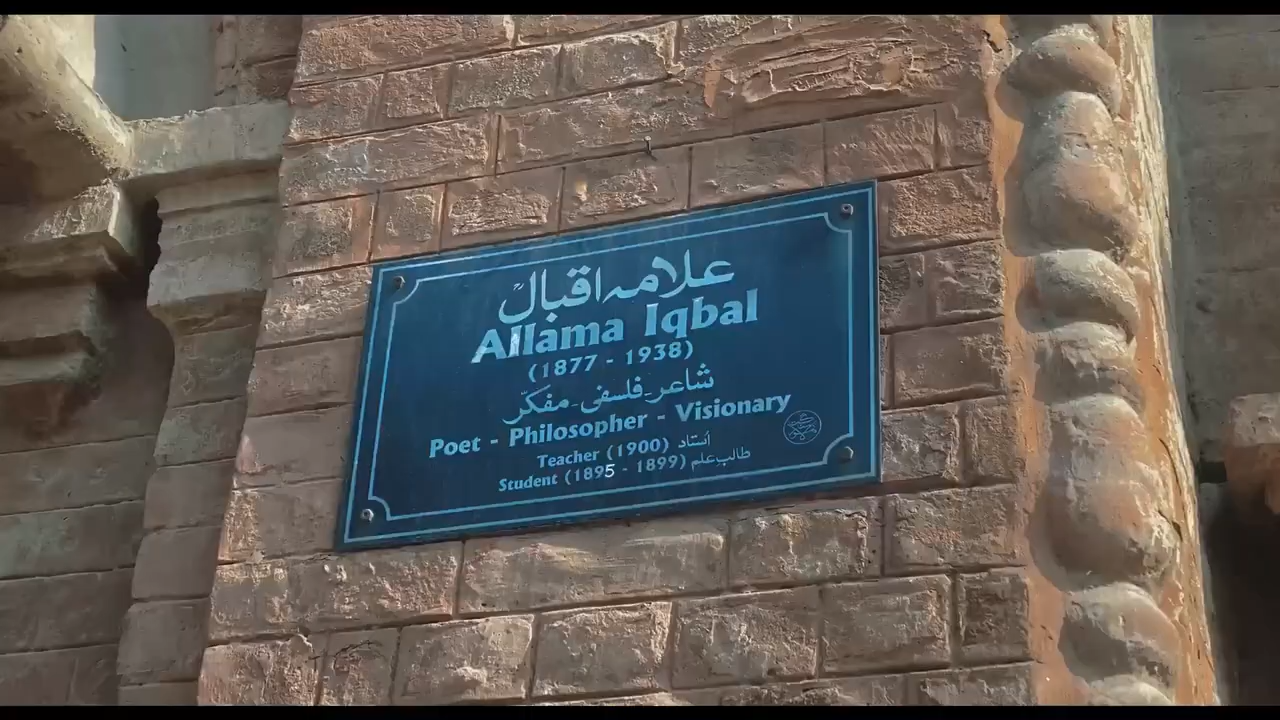 علامہ اقبالؒ
Allama Iqbal
(1877 - 1938)
شاعر۔فلسفی۔مفکّر
Poet - Philosopher - Visionary
Teacher (1900) اُستاد
Student (1895 - 1899) طالب علم